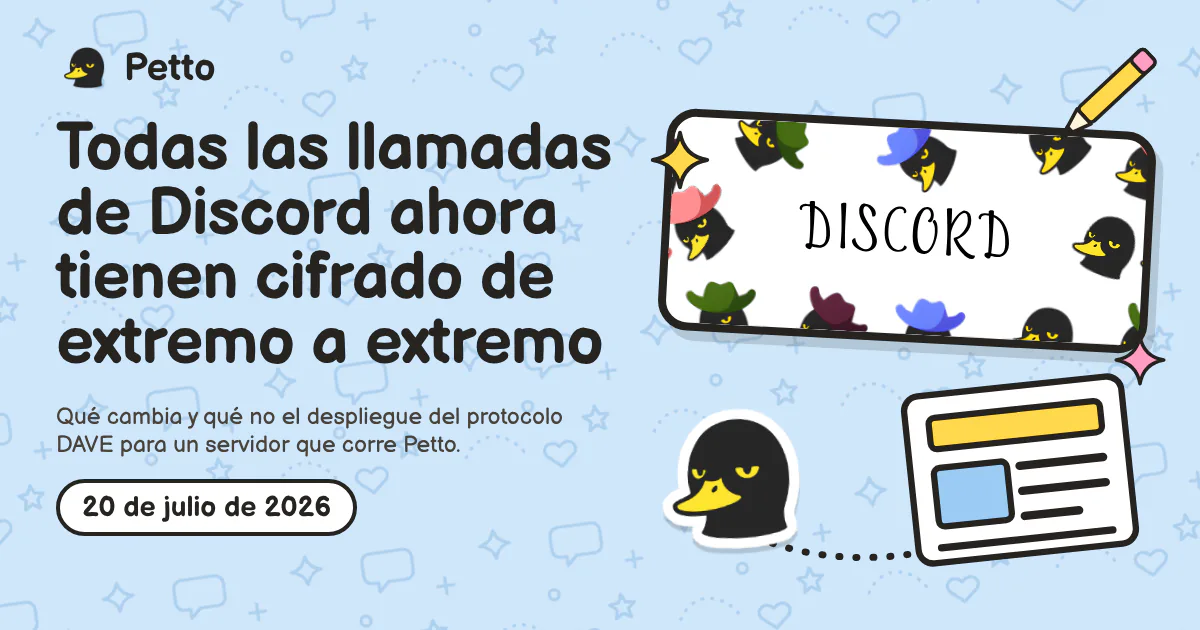 Petto
Todas las llamadas
de Discord ahora
tienen cifrado de
extremo a extremo
Qué cambia y qué no el despliegue del protocolo
DAVE para un servidor que corre Petto.
20 de julio de 2026
DISCORD